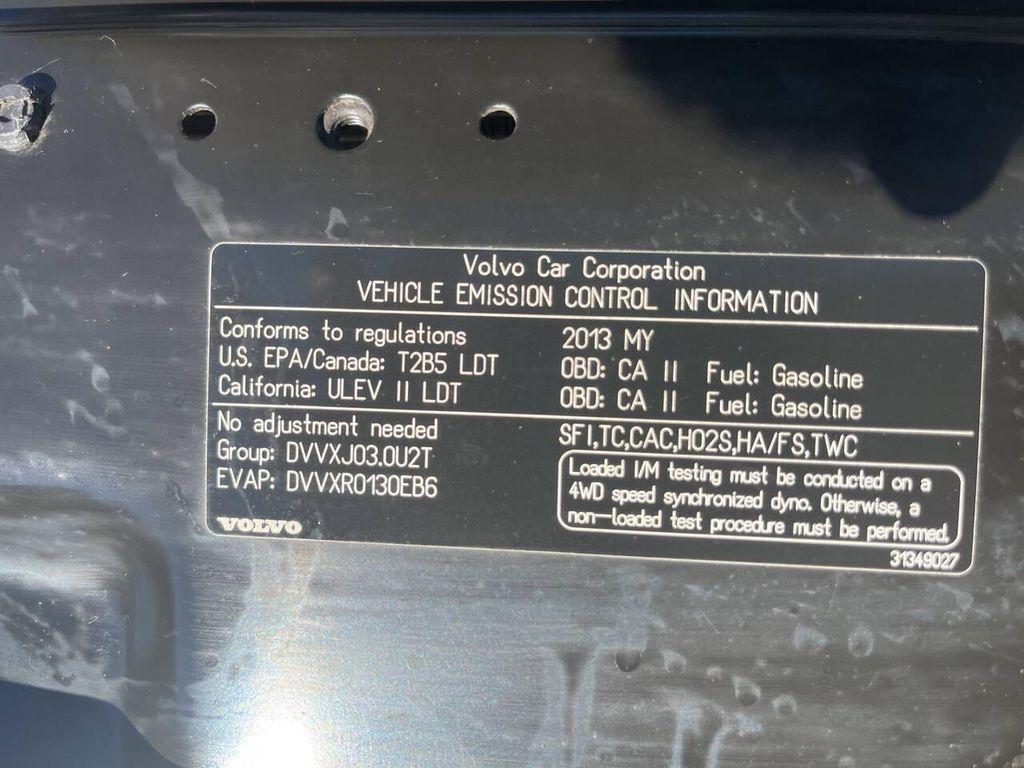 Volvo Car Corporation
VEHICLE EMISSION CONTROL INFORMATION
Conforms to regulations 2013 MY
U.S. EPA/Canada: T2B5 LDT OBD: CA II Fuel: Gasoline
California: ULEV II LDT OBD: CA II Fuel: Gasoline
No adjustment needed SFI,TC,CAC,HO2S,HA/FS,TWC
Group: DVVXJ03.0U2T
EVAP: DVVXR0130EB6
Loaded I/M testing must be conducted on a
4WD speed synchronized dyno. Otherwise, a
non-loaded test procedure must be performed.
VOLVO
31349027